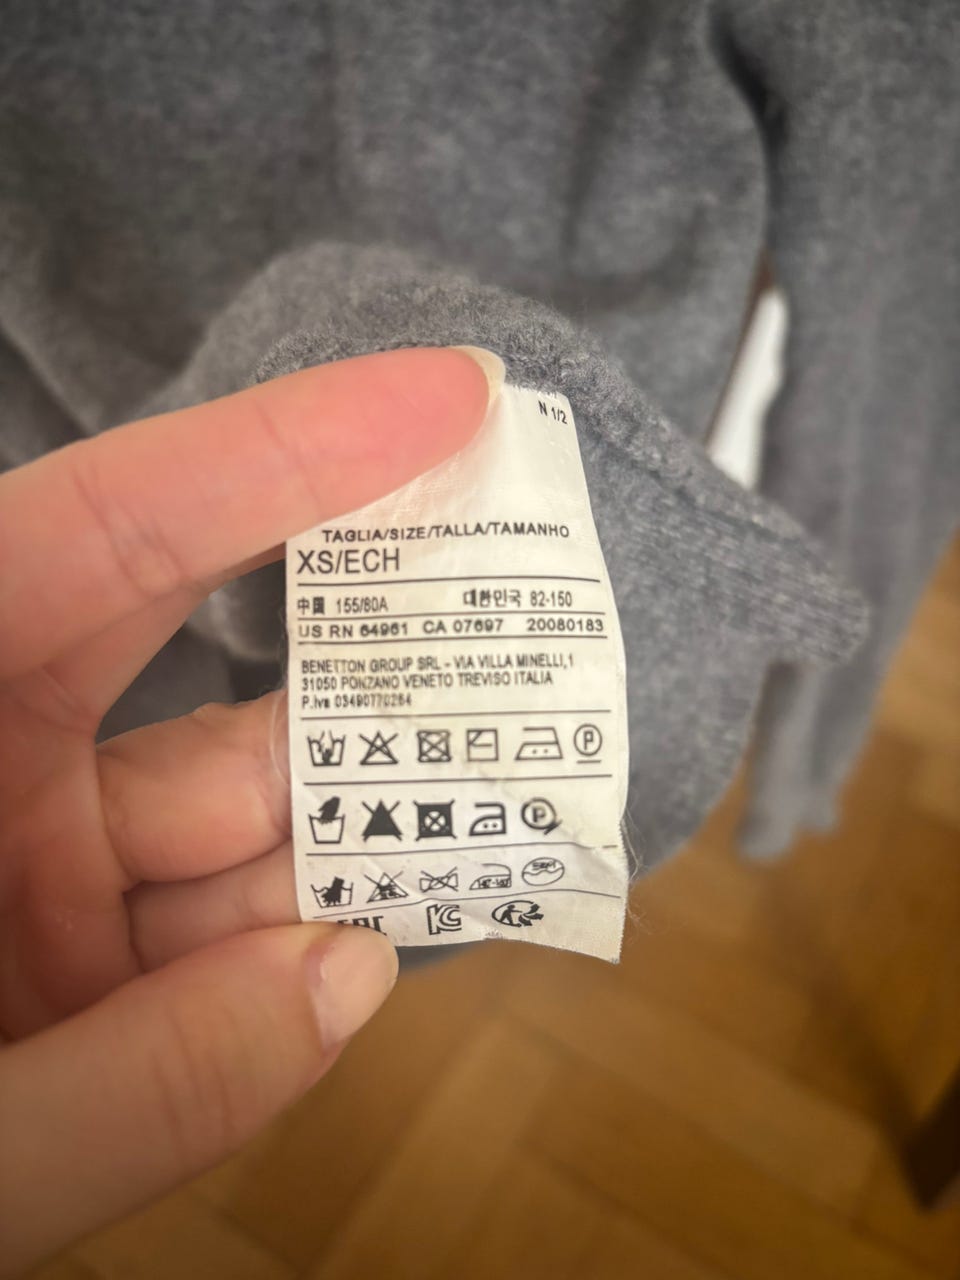 N 1/2
TAGLIA/SIZE/TALLA/TAMANHO
XS/ECH
中国 155/80A 대한민국 82-150
US RN 64961 CA 07697 20080183
BENETTON GROUP SRL - VIA VILLA MINELLI,1
31050 PONZANO VENETO TREVISO ITALIA
P.Iva 03490770264
P
P